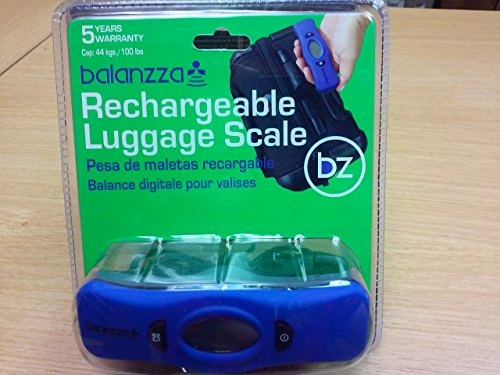 5 YEARS
WARRANTY
Cap: 44 kgs./100 lbs
balanzza
Rechargeable
Luggage Scale
bz
Pesa de maletas recargable
Balance digitale pour valises
balanzza